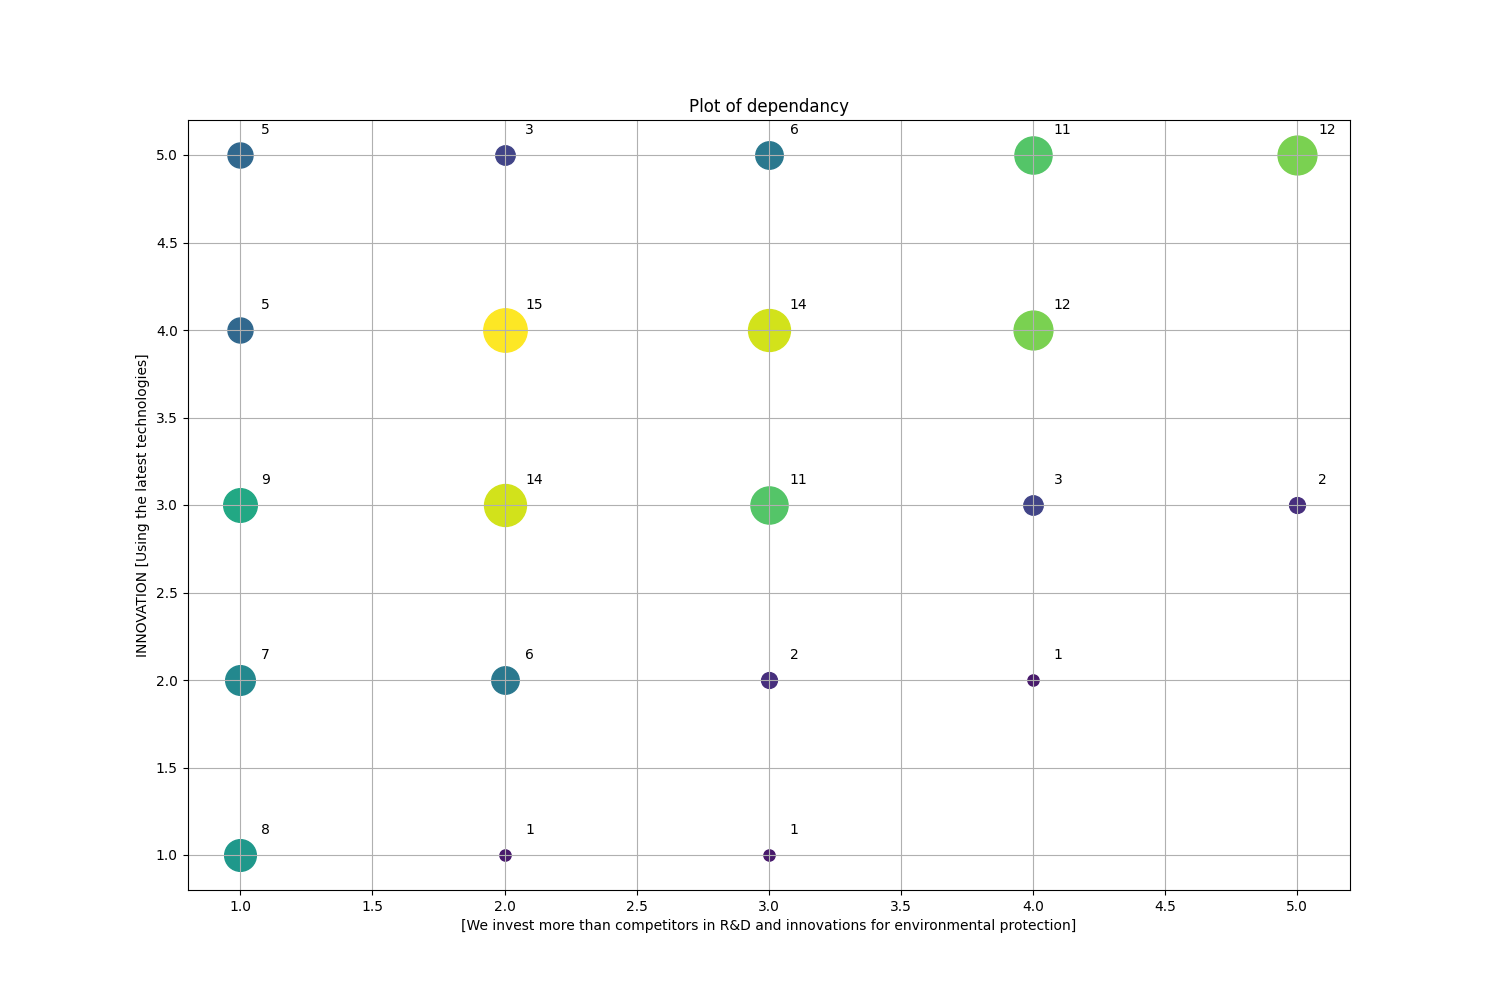 Plot of dependancy
5 3 6 11 12
5.0
4.5
5 15 14 12
4.0
3.5
9 14 11 3 2
3.0
2.5
7 6 2 1
2.0
1.5
8 1 1
1.0
INNOVATION [Using the latest technologies]
1.0 1.5 2.0 2.5 3.0 3.5 4.0 4.5 5.0
[We invest more than competitors in R&D and innovations for environmental protection]